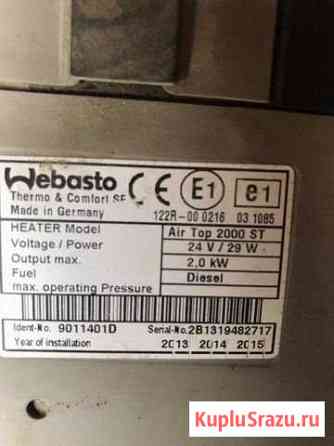 Webasto
Thermo & Comfort SE
Made in Germany
CE E1 e1
122R-00 0216 03 1085
HEATER Model Air Top 2000 ST
Voltage / Power 24 V / 29 W
Output max. 2,0 kW
Fuel Diesel
max. operating Pressure
Ident-No. 9011401D Serial-No. 2B1319482717
Year of installation 2013 2014 2015
KupluSrazu.ru